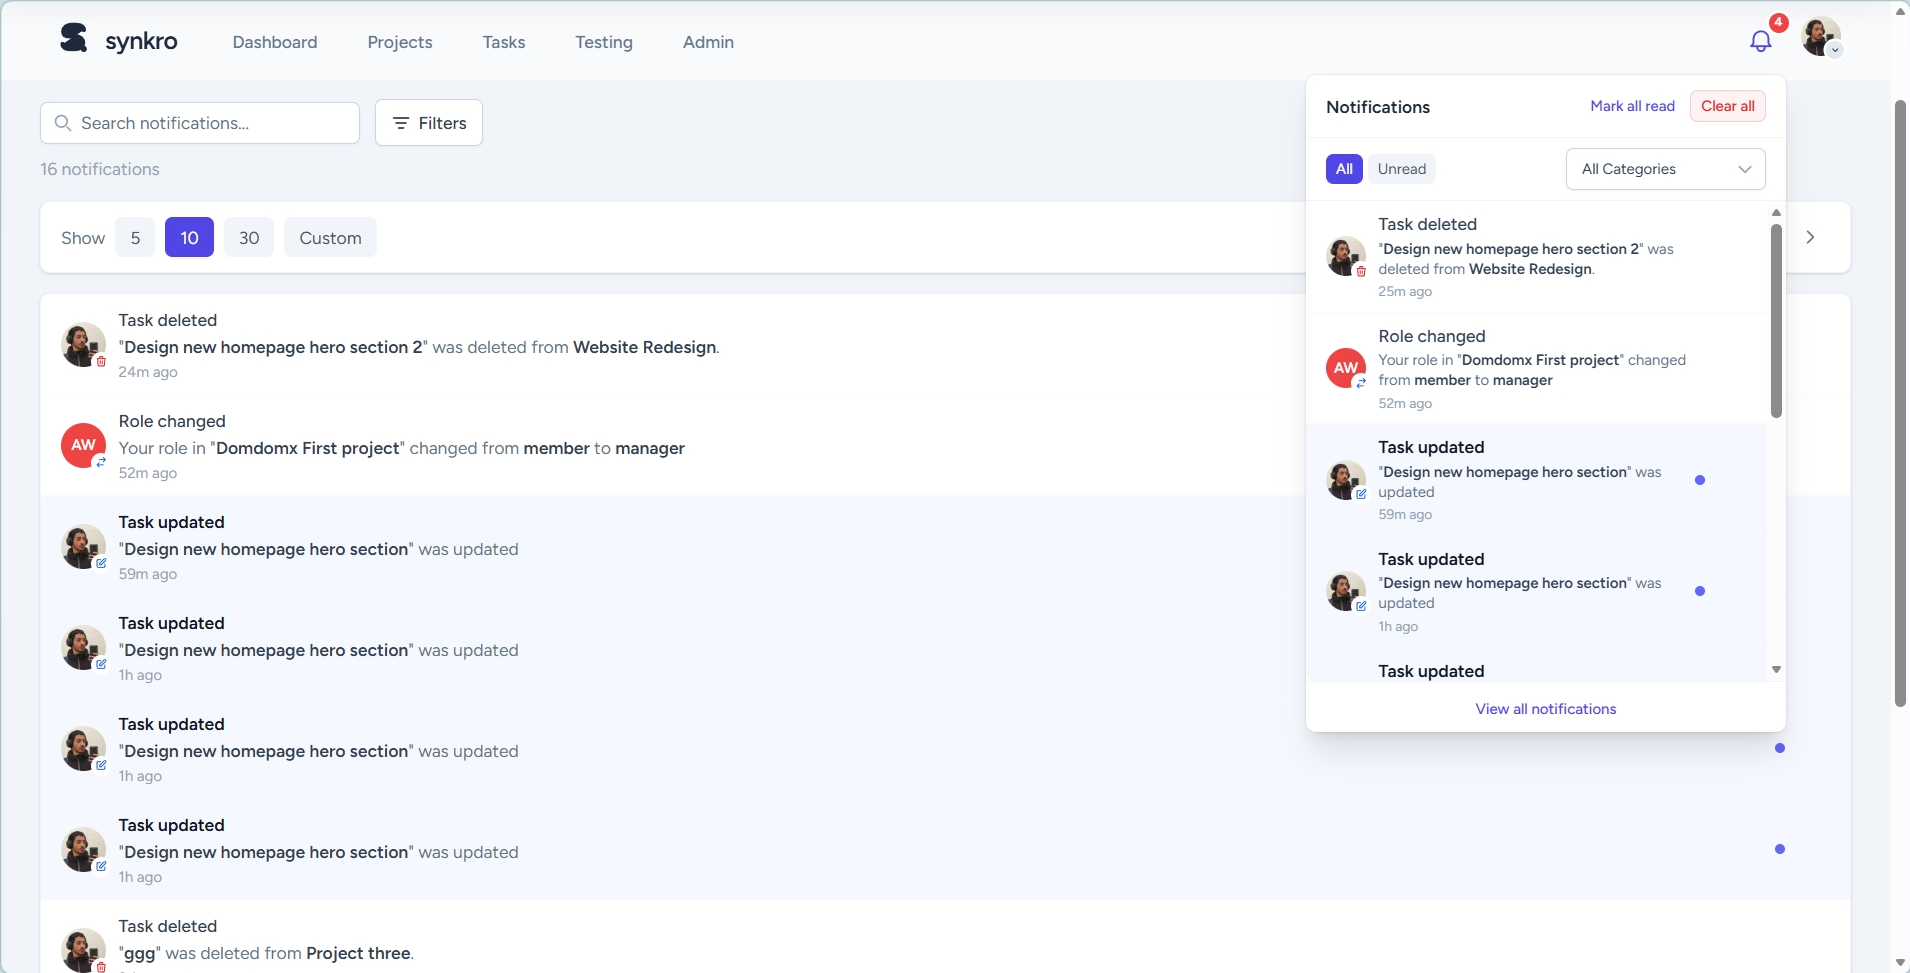 synkro
Dashboard
Projects
Tasks
Testing
Admin
4
Search notifications...
Filters
16 notifications
Show
5
10
30
Custom
Task deleted
"Design new homepage hero section 2" was deleted from Website Redesign.
24m ago
AW
Role changed
Your role in "Domdomx First project" changed from member to manager
52m ago
Task updated
"Design new homepage hero section" was updated
59m ago
Task updated
"Design new homepage hero section" was updated
1h ago
Task updated
"Design new homepage hero section" was updated
1h ago
Task updated
"Design new homepage hero section" was updated
1h ago
Task deleted
"ggg" was deleted from Project three.
Notifications
Mark all read
Clear all
All
Unread
All Categories
Task deleted
"Design new homepage hero section 2" was
deleted from Website Redesign.
25m ago
AW
Role changed
Your role in "Domdomx First project" changed
from member to manager
52m ago
Task updated
"Design new homepage hero section" was
updated
59m ago
Task updated
"Design new homepage hero section" was
updated
1h ago
Task updated
View all notifications